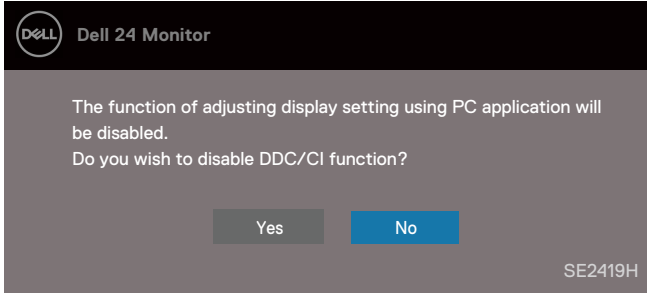 DELL
Dell 24 Monitor
The function of adjusting display setting using PC application will
be disabled.
Do you wish to disable DDC/CI function?
Yes No
SE2419H